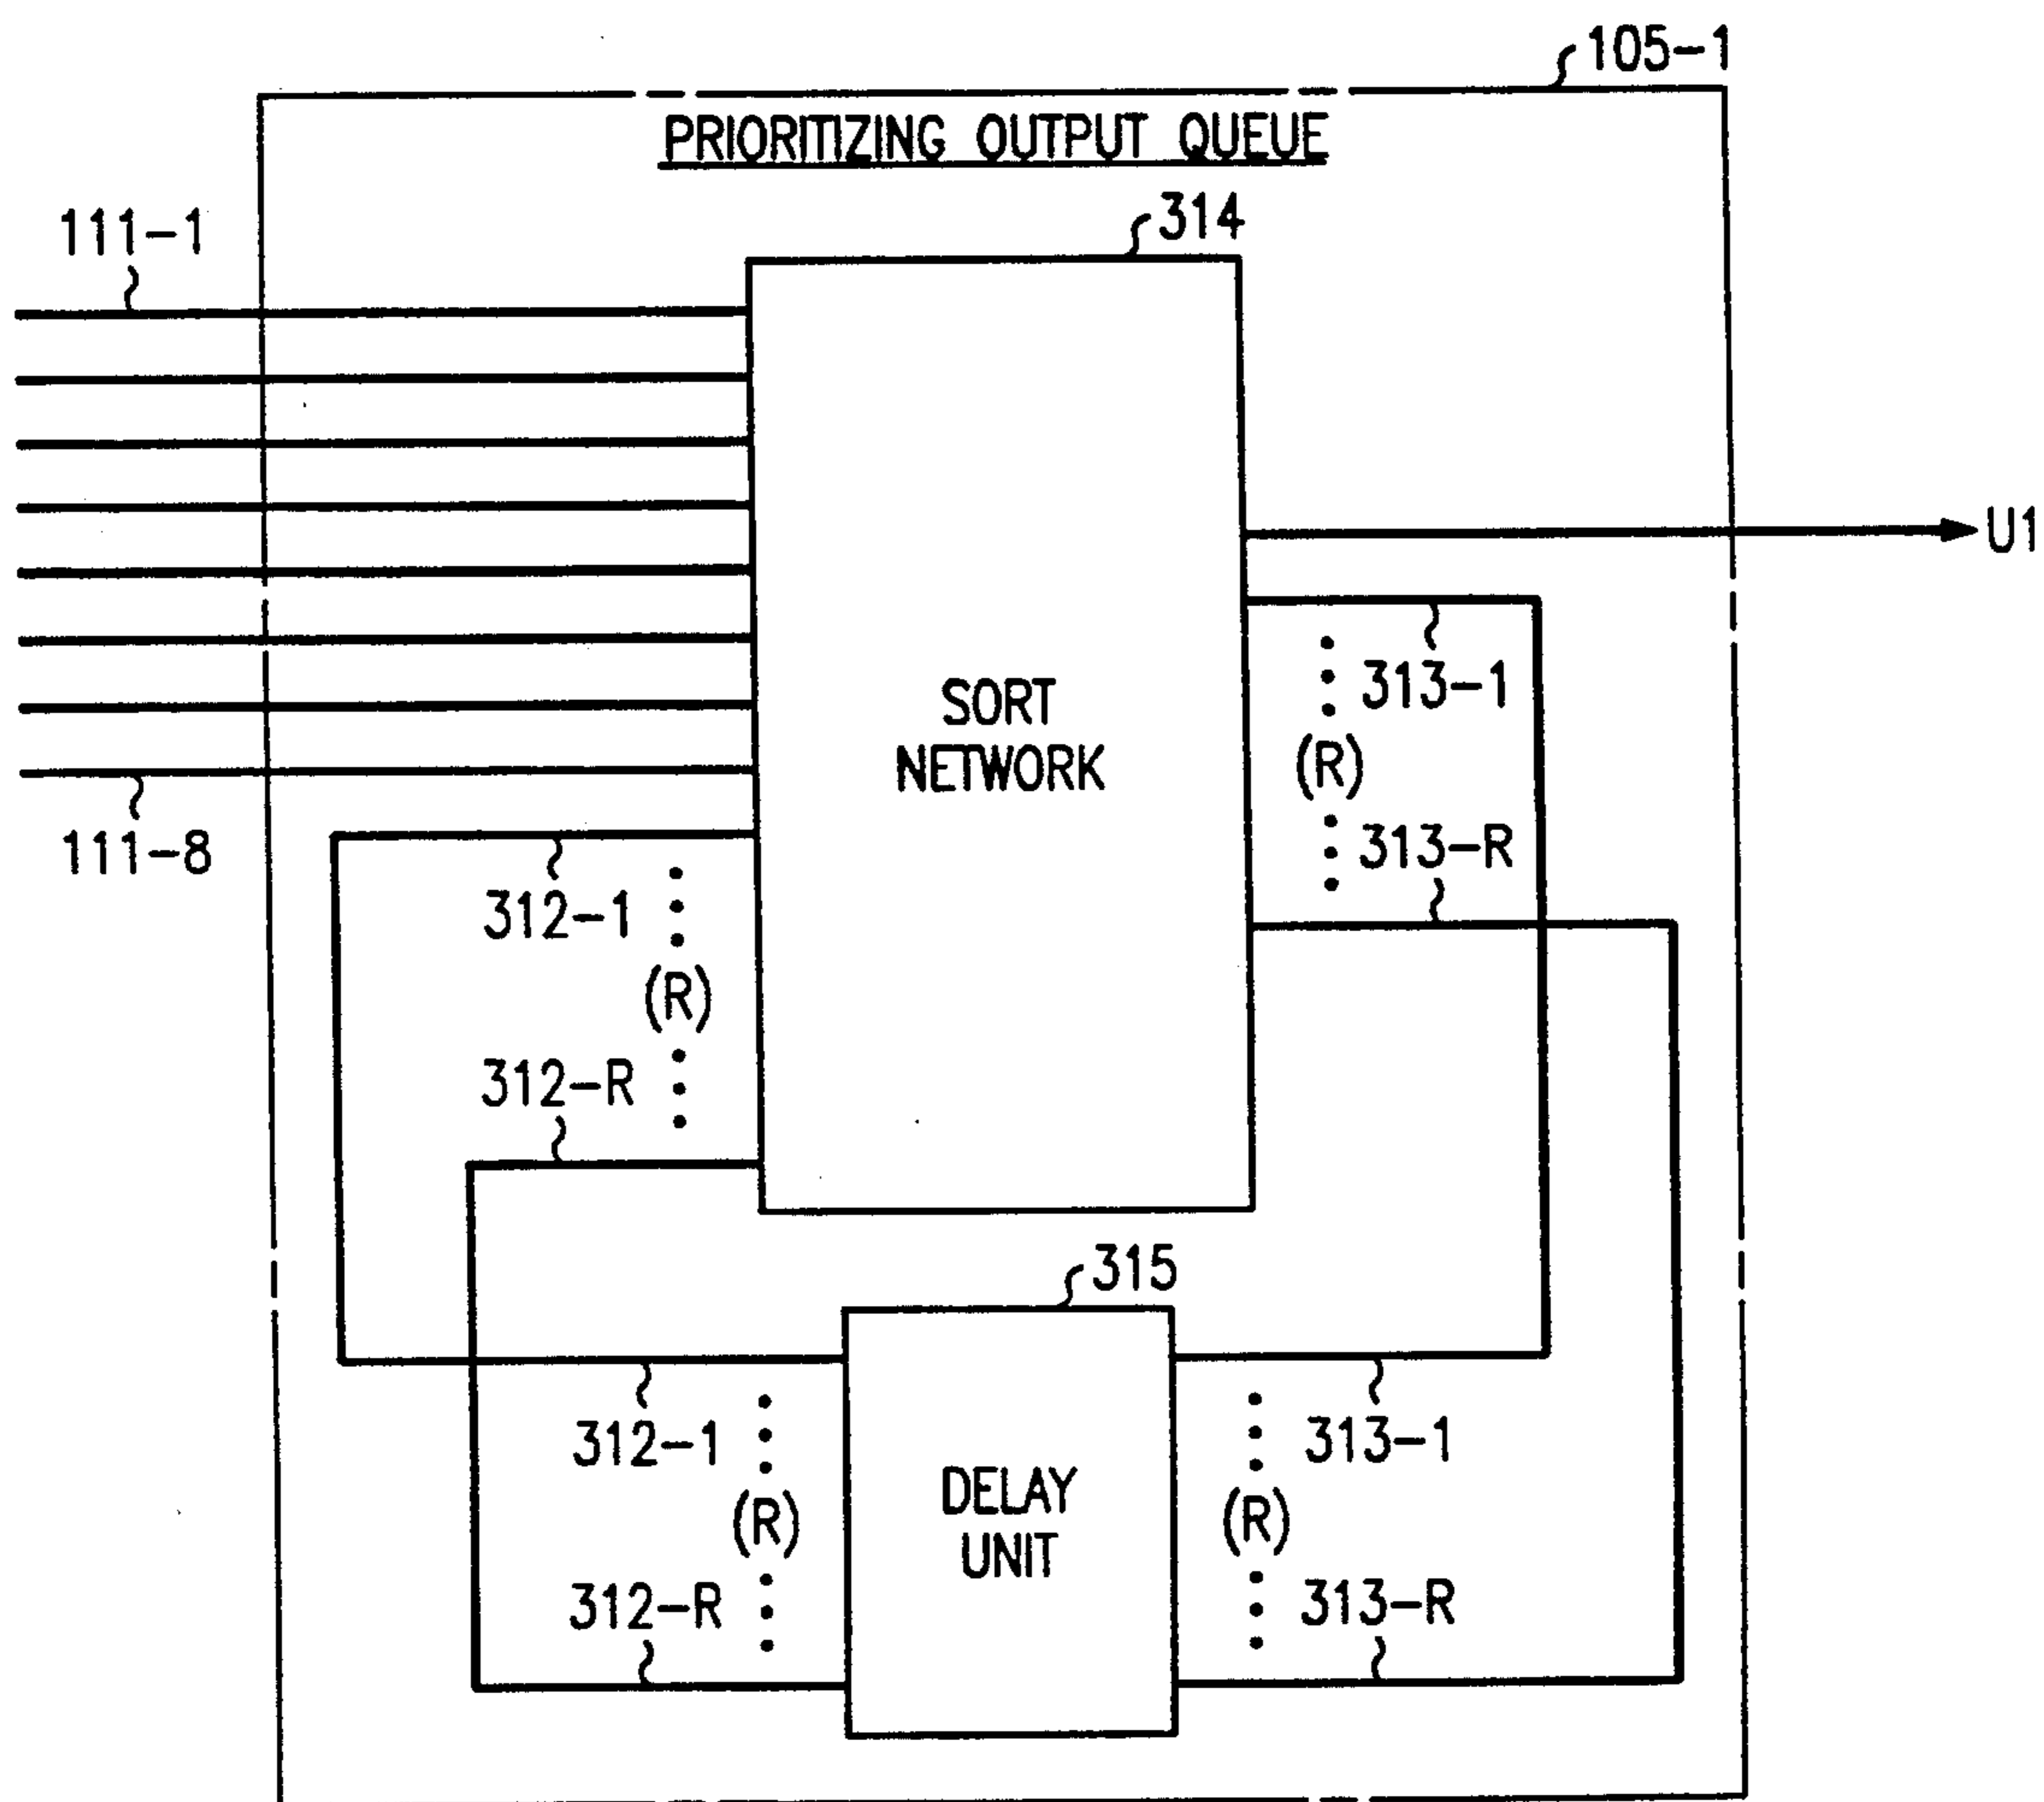 105-1
PRIORITIZING OUTPUT QUEUE
111-1
314
U1
313-1
SORT
NETWORK
(R)
313-R
111-8
312-1
(R)
312-R
315
312-1
313-1
DELAY
UNIT
(R)
(R)
312-R
313-R